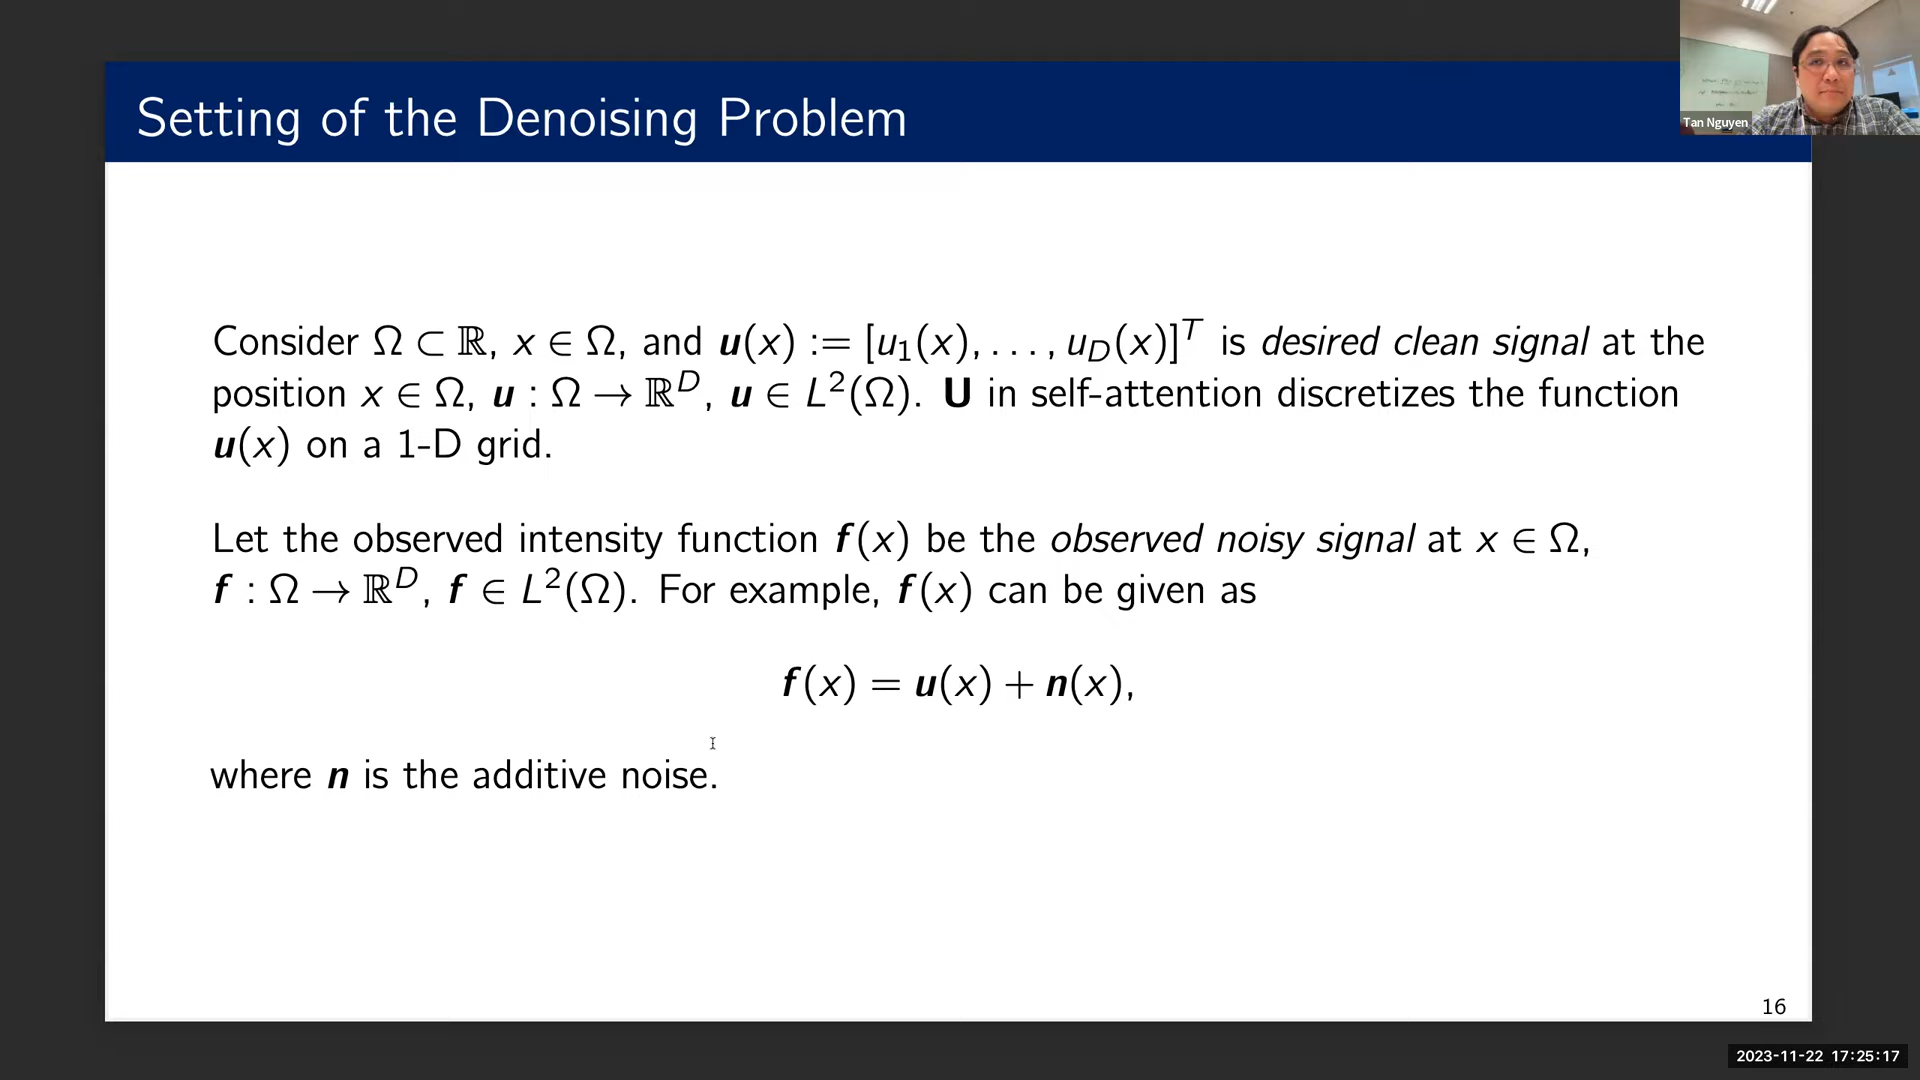 Setting of the Denoising Problem
Tan Nguyen
Consider Ω ⊂ ℝ, x ∈ Ω, and u(x) := [u₁(x), . . . , u_D(x)]ᵀ is desired clean signal at the
position x ∈ Ω, u : Ω → ℝᴰ, u ∈ L²(Ω). U in self-attention discretizes the function
u(x) on a 1-D grid.
Let the observed intensity function f(x) be the observed noisy signal at x ∈ Ω,
f : Ω → ℝᴰ, f ∈ L²(Ω). For example, f(x) can be given as
f(x) = u(x) + n(x),
where n is the additive noise.
16
2023-11-22 17:25:17